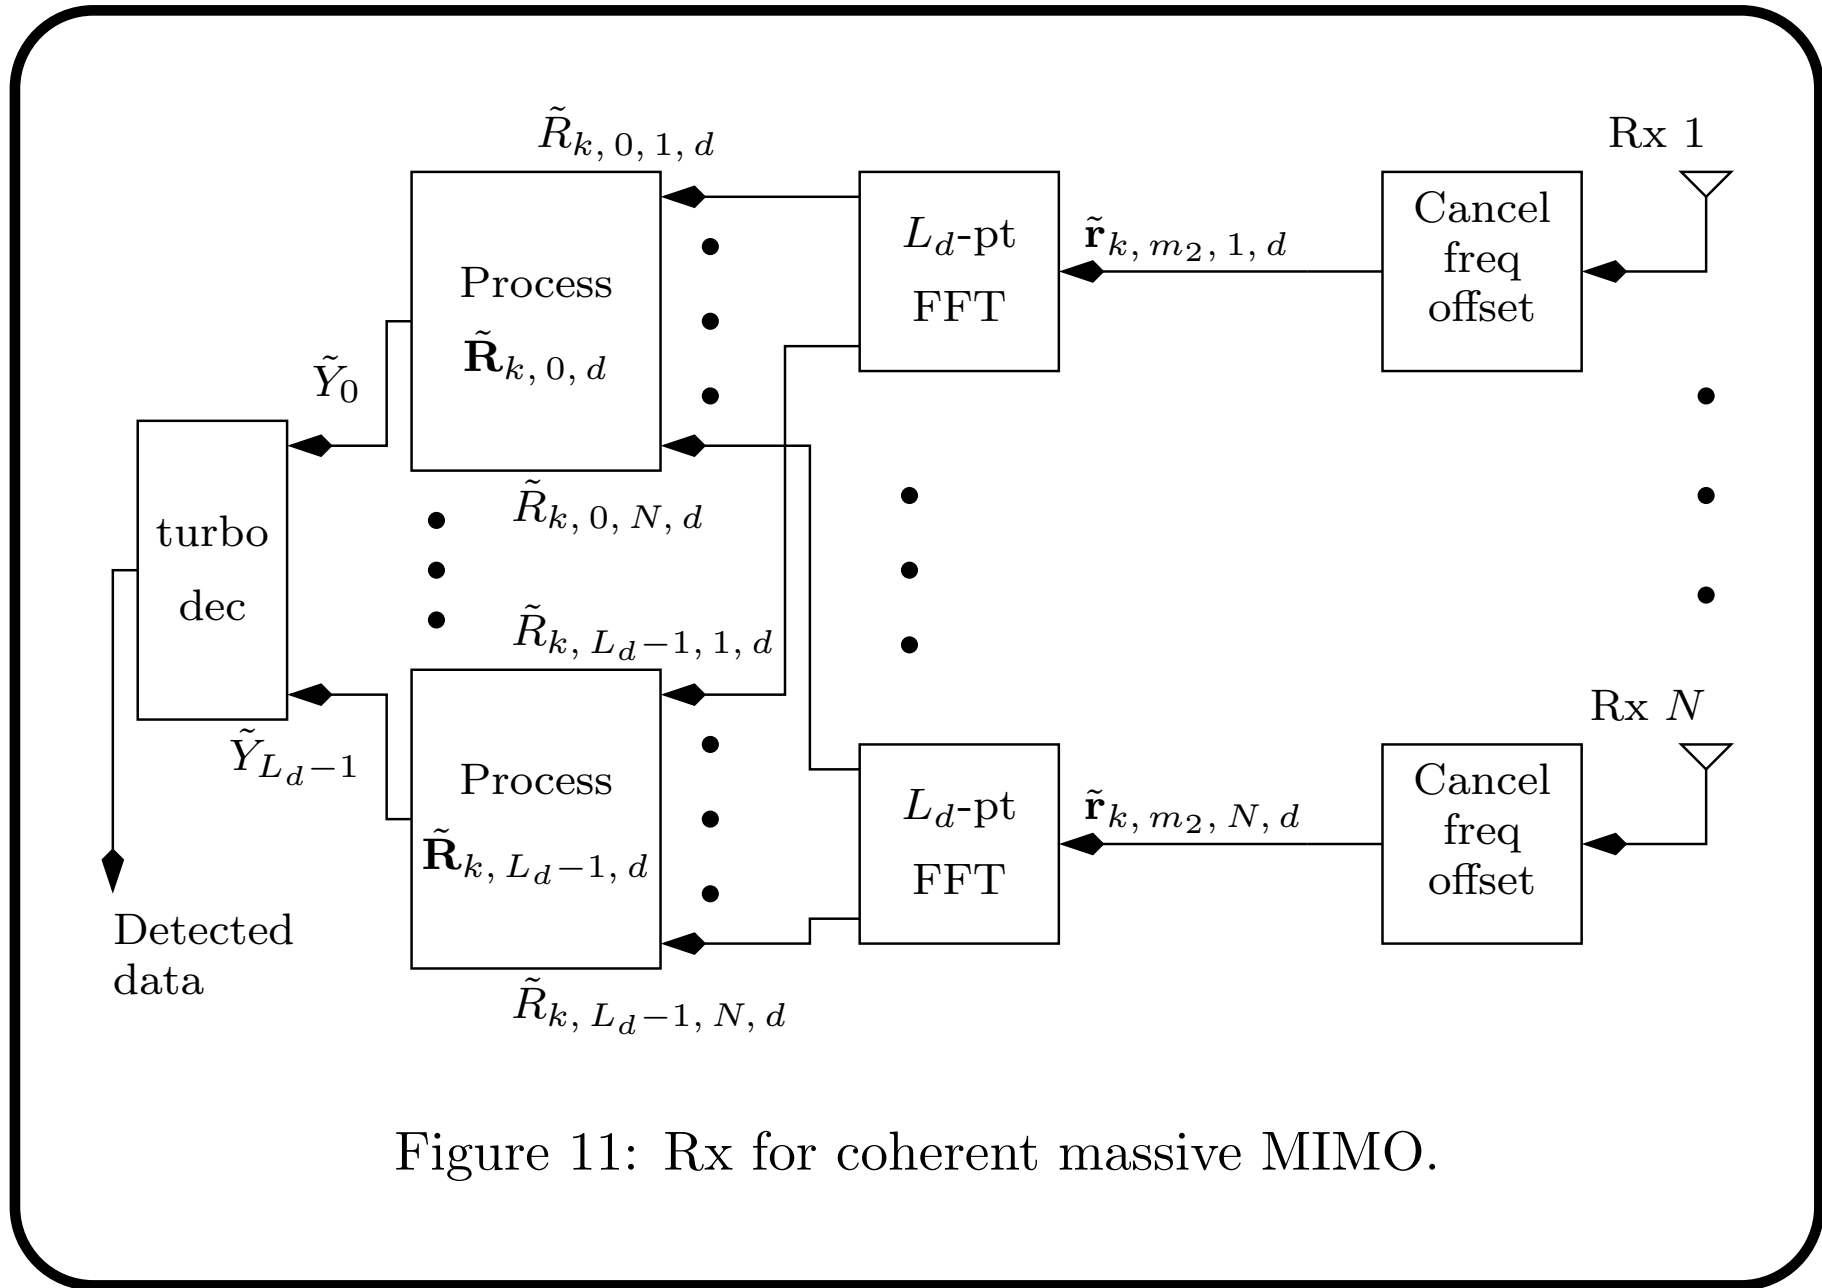 R̃k, 0, 1, d
Rx 1
Process
R̃k, 0, d
Ld-pt
FFT
r̃k, m2, 1, d
Cancel
freq
offset
Ỹ0
R̃k, 0, N, d
turbo
dec
R̃k, Ld−1, 1, d
Rx N
ỸLd−1
Process
R̃k, Ld−1, d
Ld-pt
FFT
r̃k, m2, N, d
Cancel
freq
offset
Detected
data
R̃k, Ld−1, N, d
Figure 11: Rx for coherent massive MIMO.